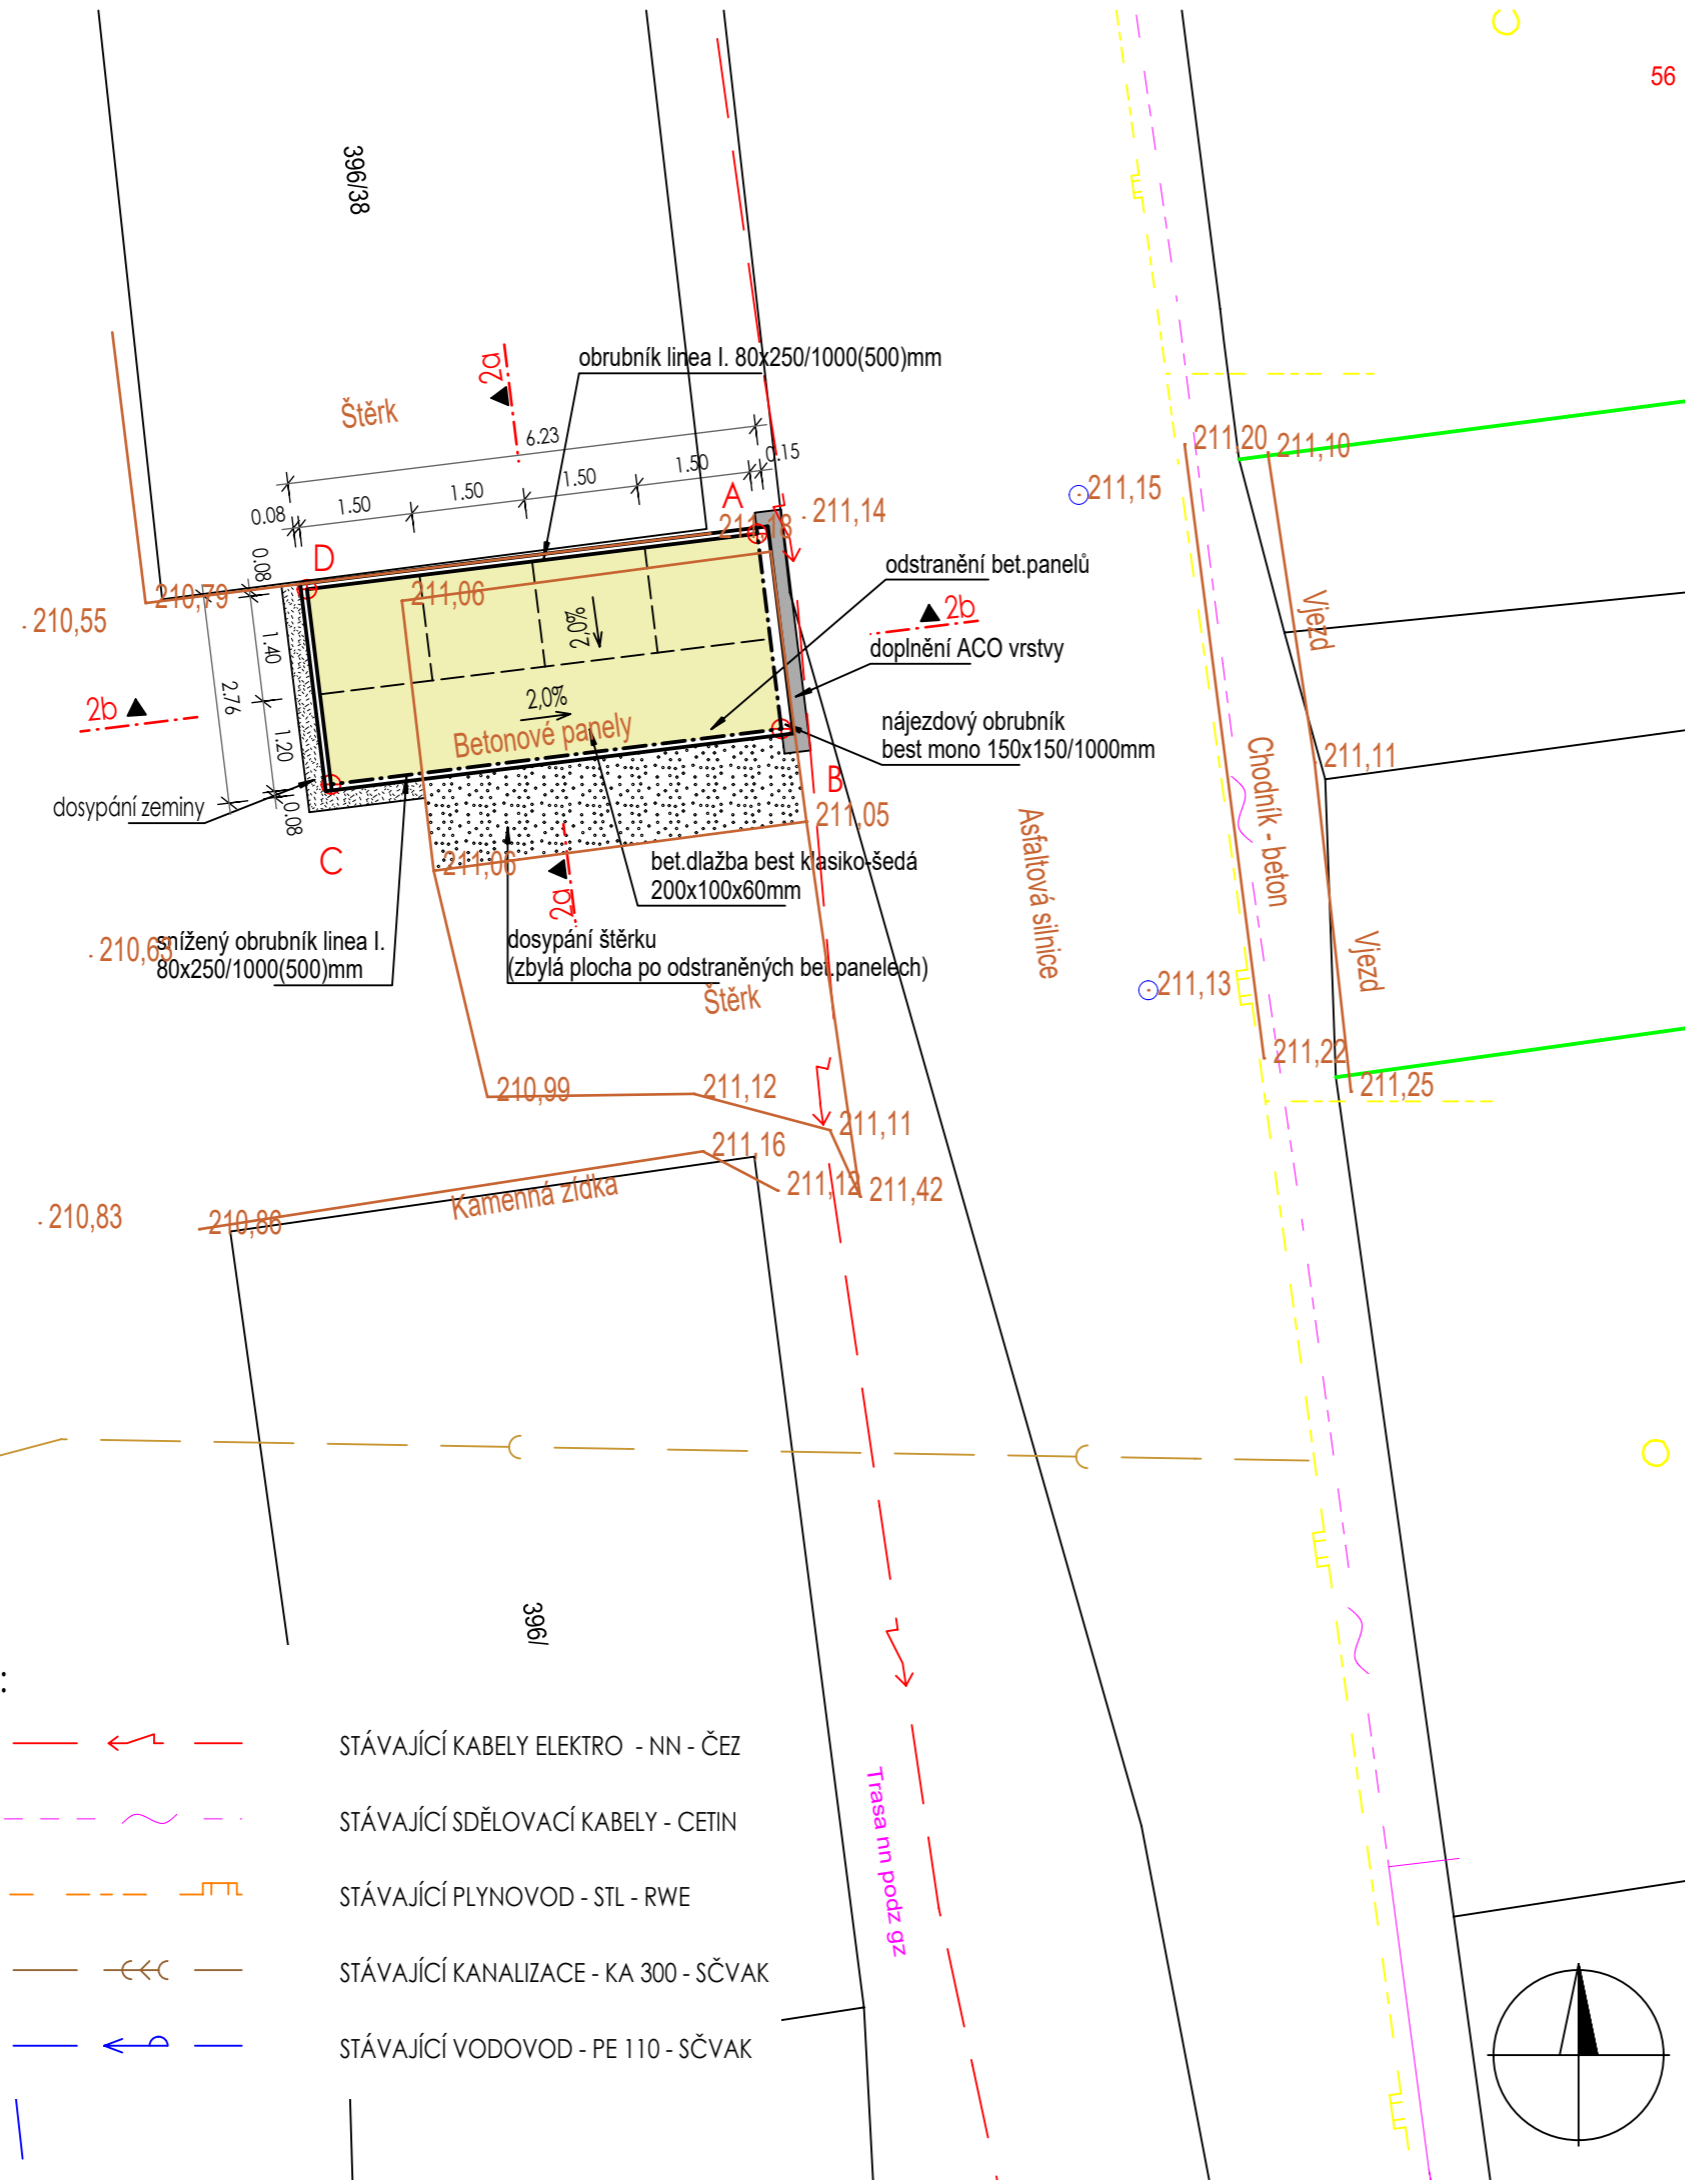 56
396/38
obrubník linea I. 80x250/1000(500)mm
2a
Štěrk
6.23
0.15
1.50
1.50
1.50
1.50
0.08
A
211,13
211,14
211,15
211,20
211,10
D
0.08
210,79
210,55
211,06
2,0%
odstranění bet.panelů
2b
doplnění ACO vrstvy
Vjezd
1.40
2.76
1.20
0.08
2b
2,0%
Betonové panely
nájezdový obrubník
best mono 150x150/1000mm
Chodník - beton
211,11
dosypání zeminy
B
211,05
Asfaltová silnice
C
211,06
2a
bet.dlažba best klasiko-šedá
200x100x60mm
210,63
snížený obrubník linea I.
80x250/1000(500)mm
dosypání štěrku
(zbylá plocha po odstraněných bet.panelech)
Štěrk
211,13
Vjezd
211,22
211,25
210,99
211,12
211,11
211,16
211,12
211,42
Kamenná zídka
210,83
210,86
396/
:
STÁVAJÍCÍ KABELY ELEKTRO - NN - ČEZ
STÁVAJÍCÍ SDĚLOVACÍ KABELY - CETIN
STÁVAJÍCÍ PLYNOVOD - STL - RWE
STÁVAJÍCÍ KANALIZACE - KA 300 - SČVAK
STÁVAJÍCÍ VODOVOD - PE 110 - SČVAK
Trasa nn podz gz